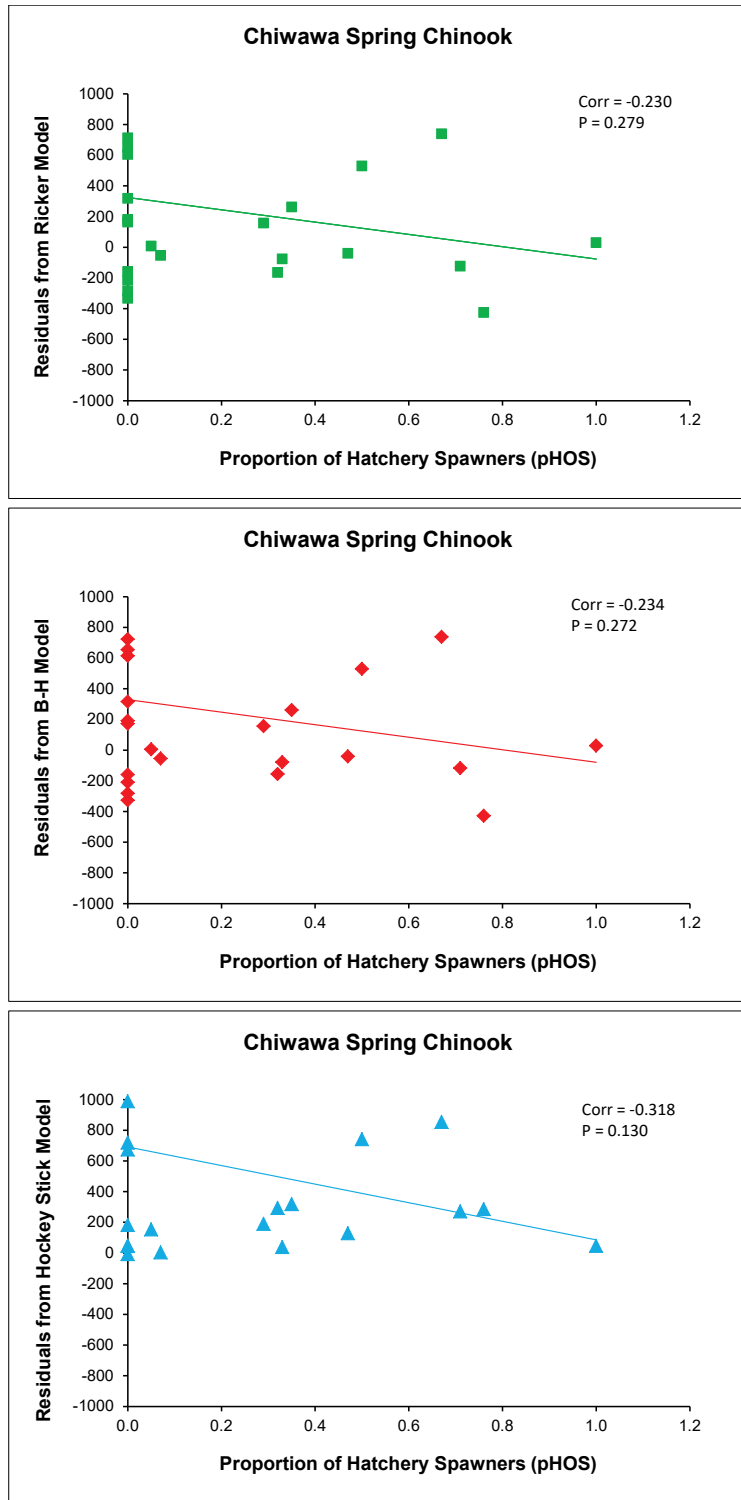 Chiwawa Spring Chinook
Corr = -0.230
P = 0.279
Residuals from Ricker Model
1000
800
600
400
200
0
-200
-400
-600
-800
-1000
0.0 0.2 0.4 0.6 0.8 1.0 1.2
Proportion of Hatchery Spawners (pHOS)
Chiwawa Spring Chinook
Corr = -0.234
P = 0.272
Residuals from B-H Model
1000
800
600
400
200
0
-200
-400
-600
-800
-1000
0.0 0.2 0.4 0.6 0.8 1.0 1.2
Proportion of Hatchery Spawners (pHOS)
Chiwawa Spring Chinook
Corr = -0.318
P = 0.130
Residuals from Hockey Stick Model
1000
800
600
400
200
0
-200
-400
-600
-800
-1000
0.0 0.2 0.4 0.6 0.8 1.0 1.2
Proportion of Hatchery Spawners (pHOS)